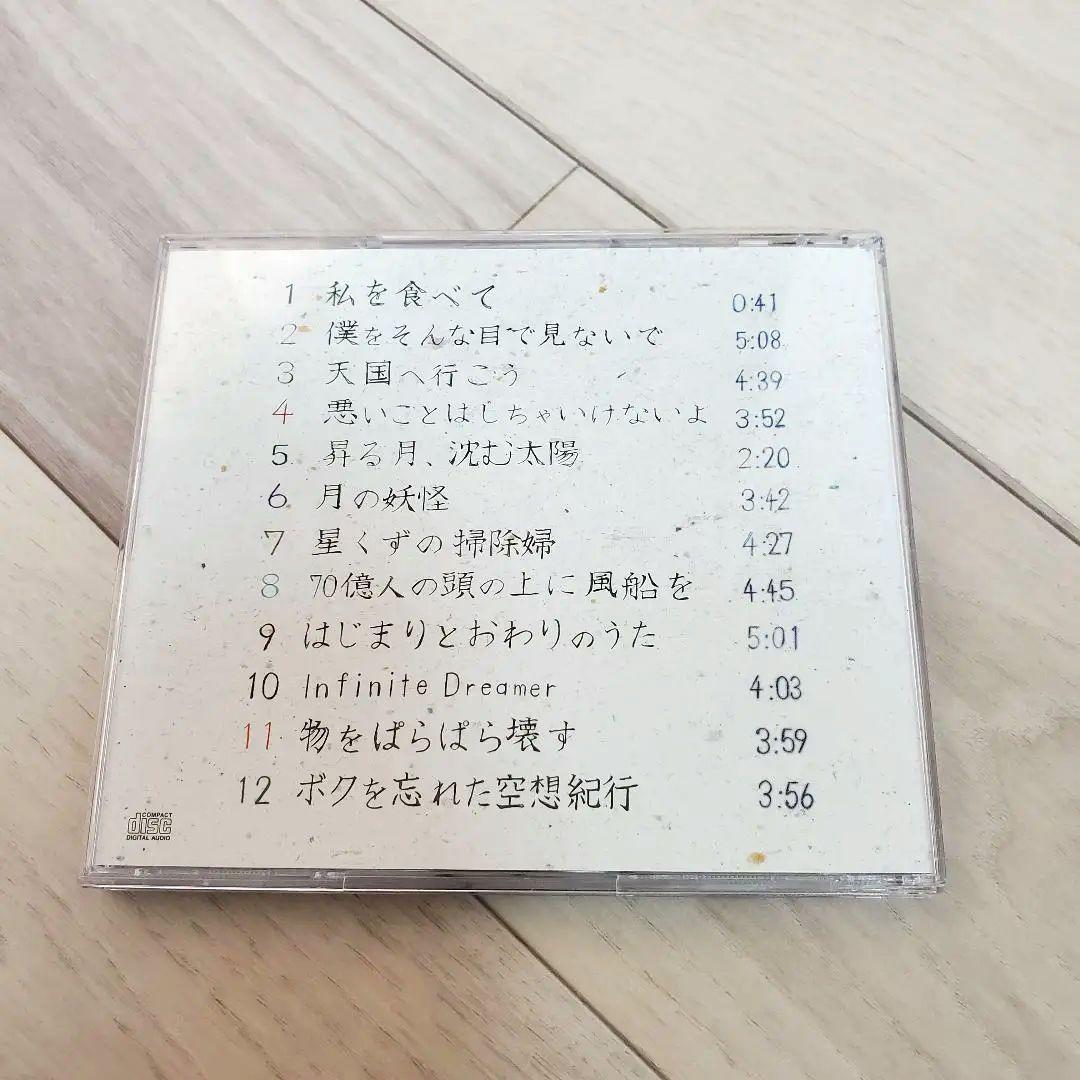 1 私を食べて 0:41
2 僕をそんな目で見ないで 5:08
3 天国へ行こう 4:39
4 悪いことはしちゃいけないよ 3:52
5 昇る月、沈む太陽 2:20
6 月の妖怪 3:42
7 星くずの掃除婦 4:27
8 70億人の頭の上に風船を 4:45
9 はじまりとおわりのうた 5:01
10 Infinite Dreamer 4:03
11 物をぱらぱら壊す 3:59
12 ボクを忘れた空想紀行 3:56
COMPACT
disc
DIGITAL AUDIO